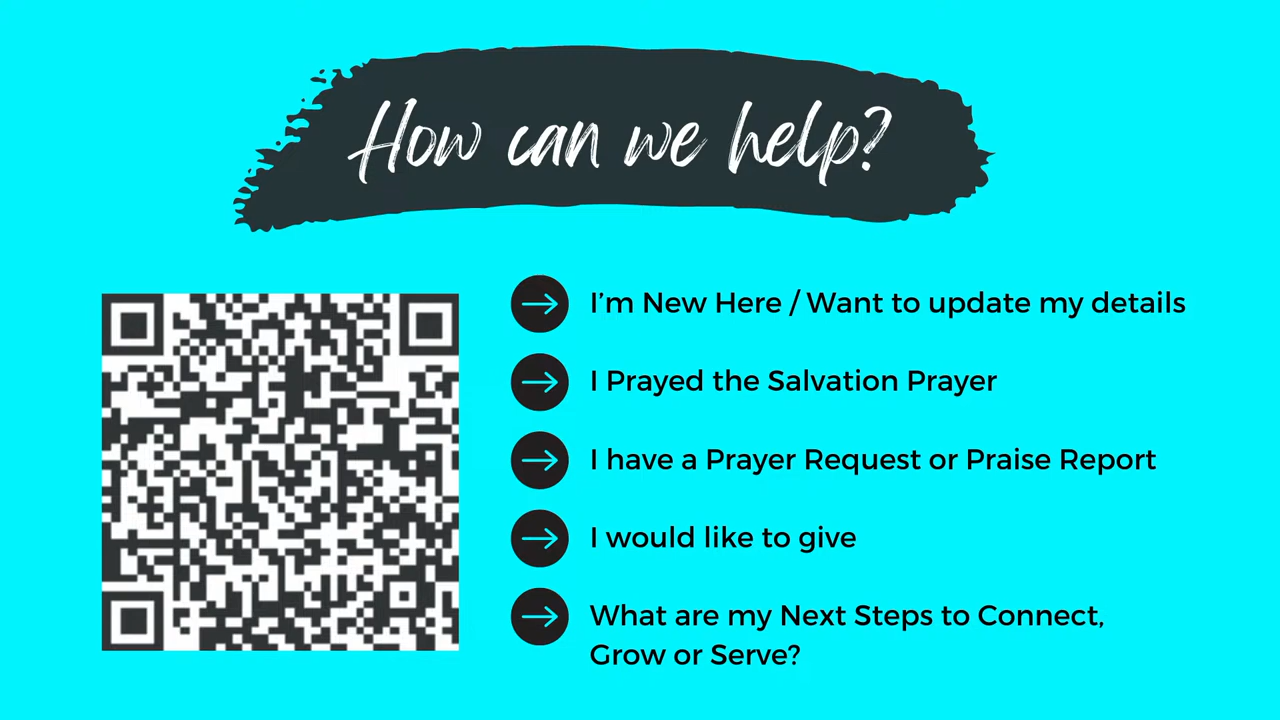 How can we help?
I’m New Here / Want to update my details
I Prayed the Salvation Prayer
I have a Prayer Request or Praise Report
I would like to give
What are my Next Steps to Connect,
Grow or Serve?